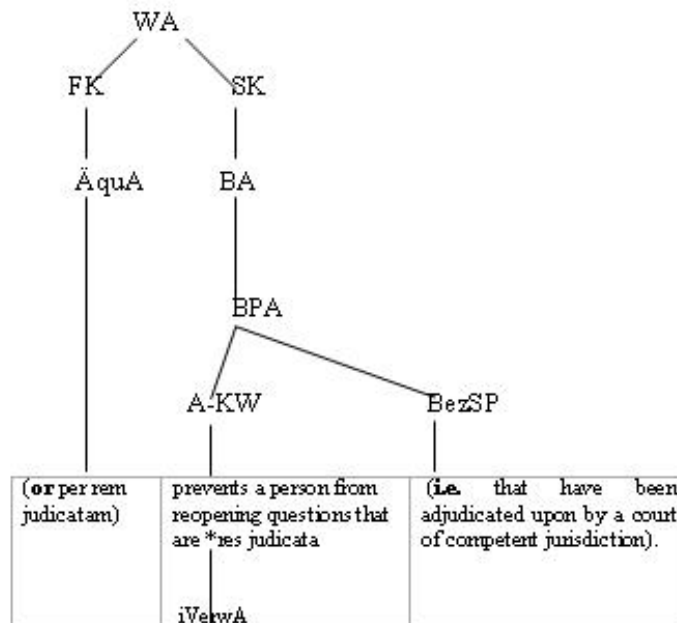 WA
FK SK
ÄquA BA
BPA
A-KW BezSP
(or per rem
judicatam)
prevents a person from
reopening questions that
are *res judicata
(i.e. that have been
adjudicated upon by a court
of competent jurisdiction).
iVerwA